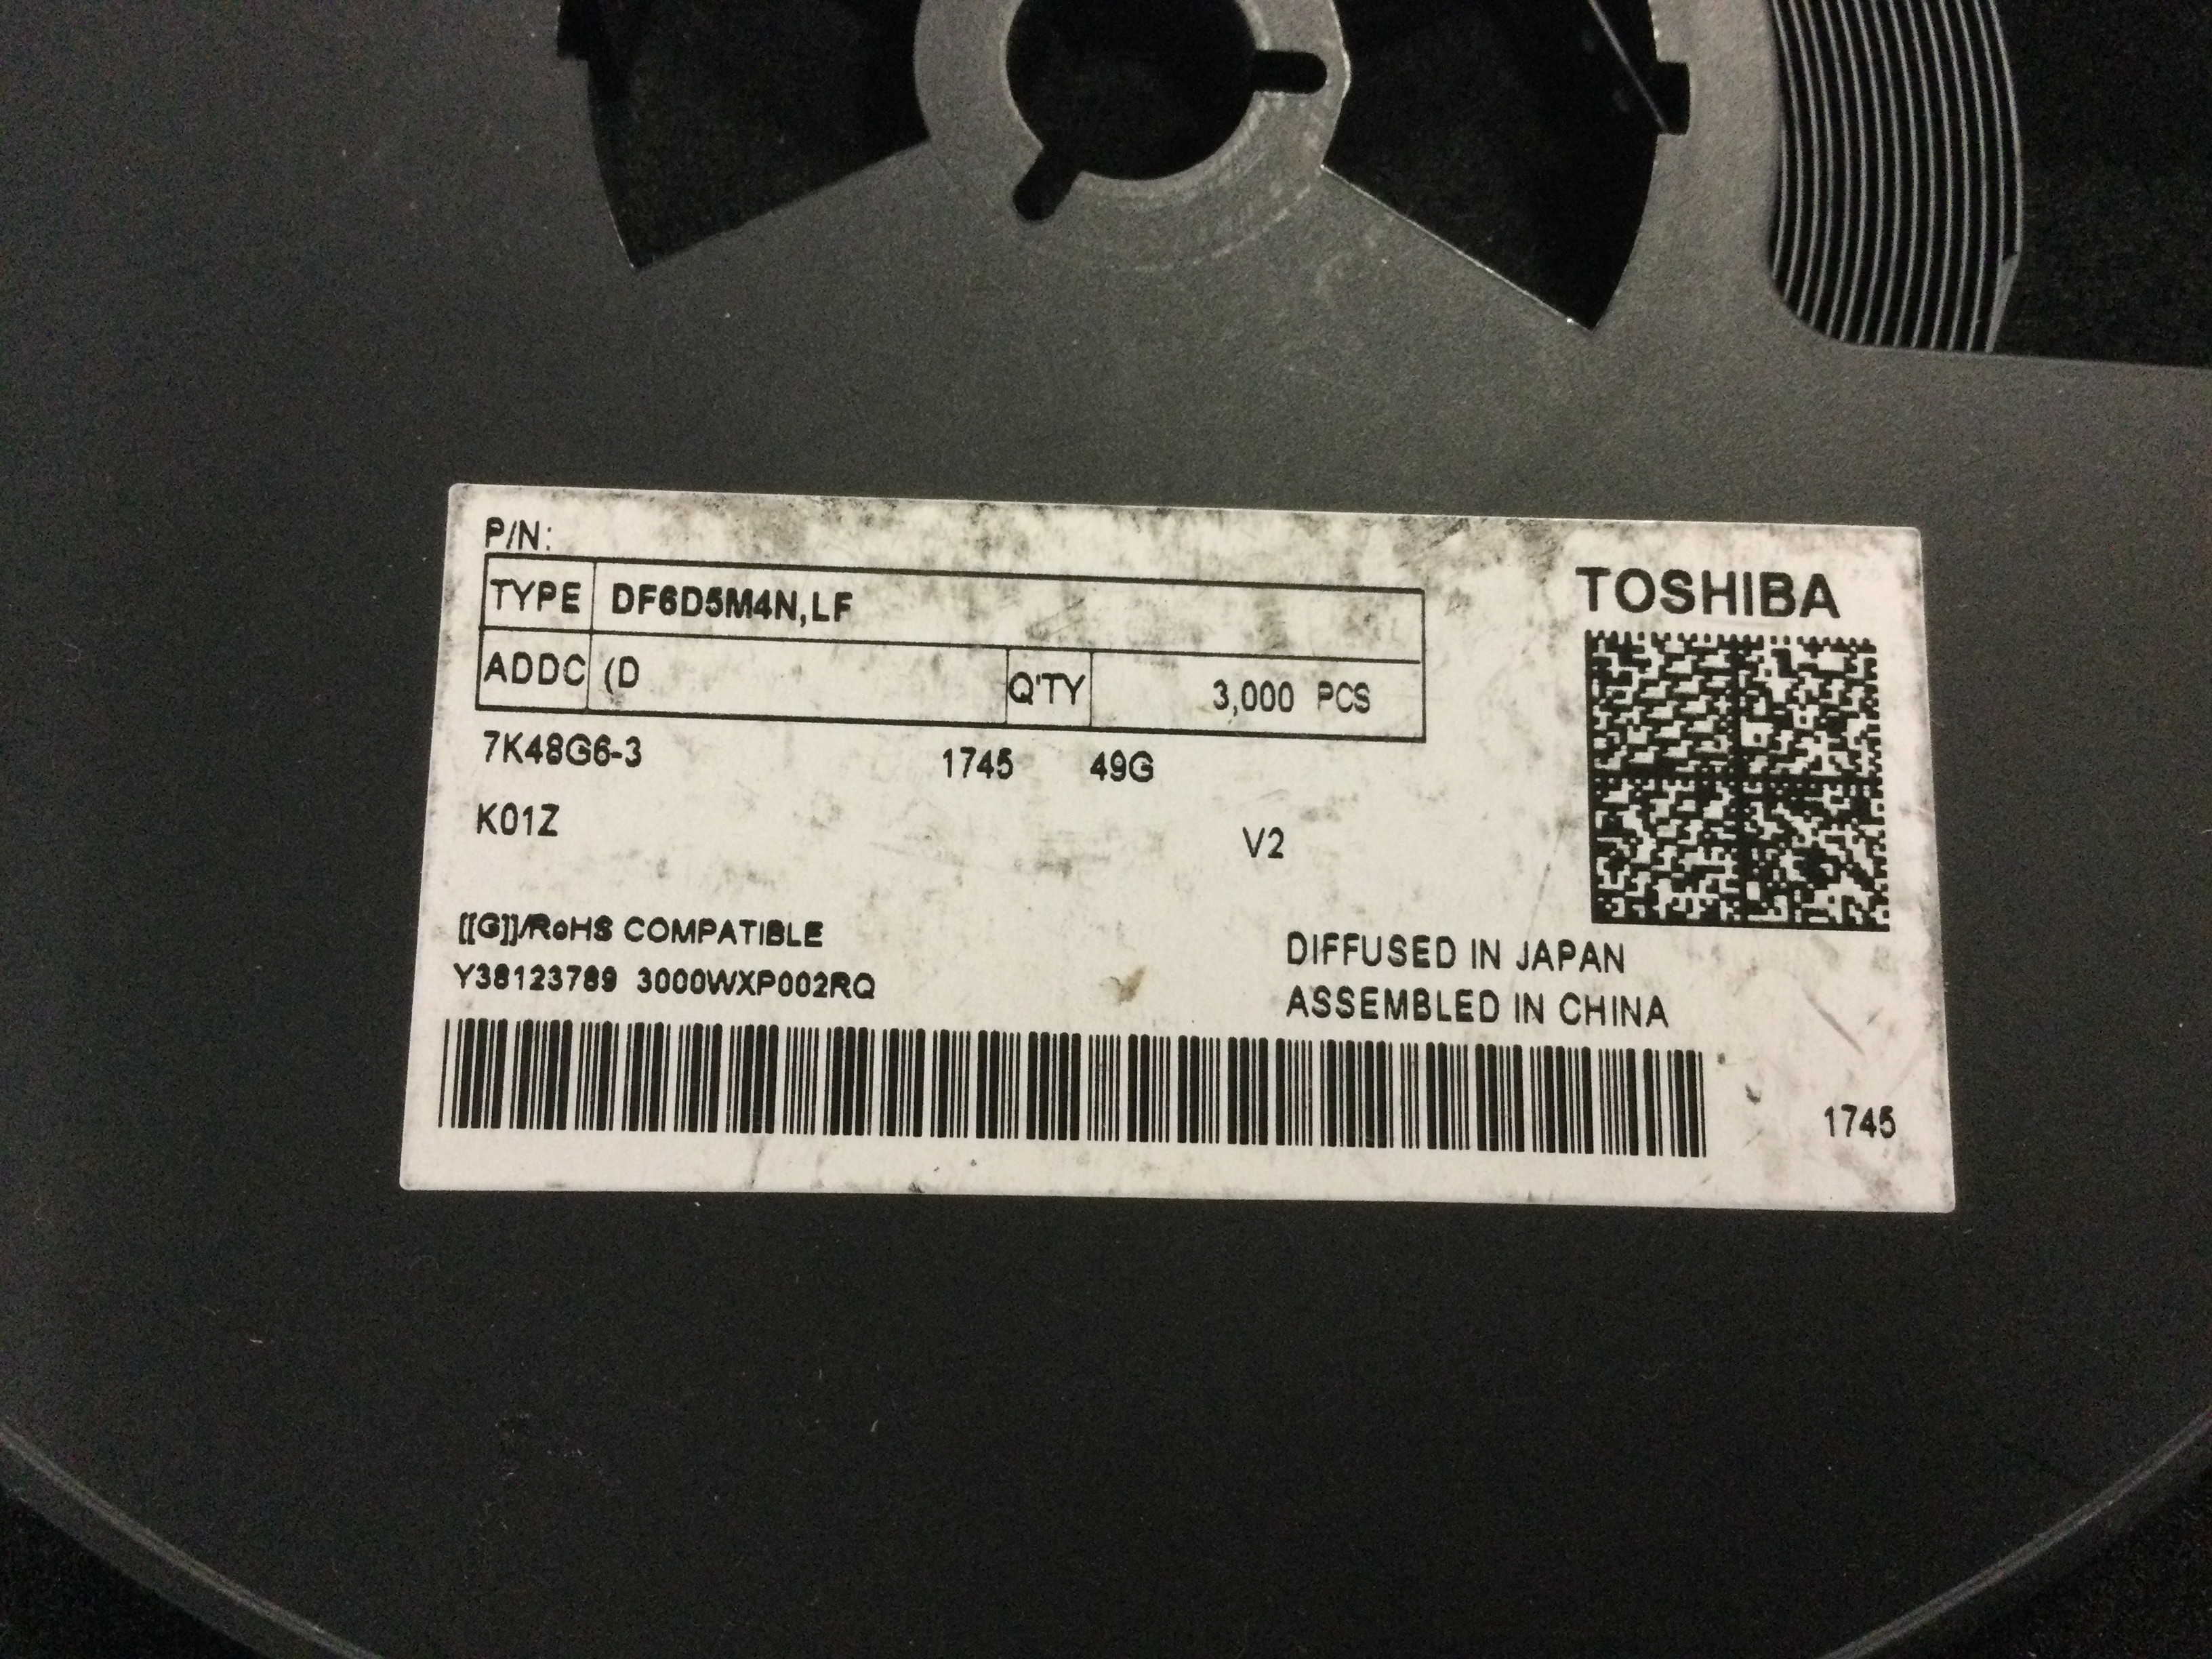 P/N:
TOSHIBA
TYPE DF6D5M4N,LF
ADDC (D Q'TY 3,000 PCS
7K48G6-3 1745 49G
K01Z V2
[[G]]/RoHS COMPATIBLE
DIFFUSED IN JAPAN
Y38123789 3000WXP002RQ
ASSEMBLED IN CHINA
1745